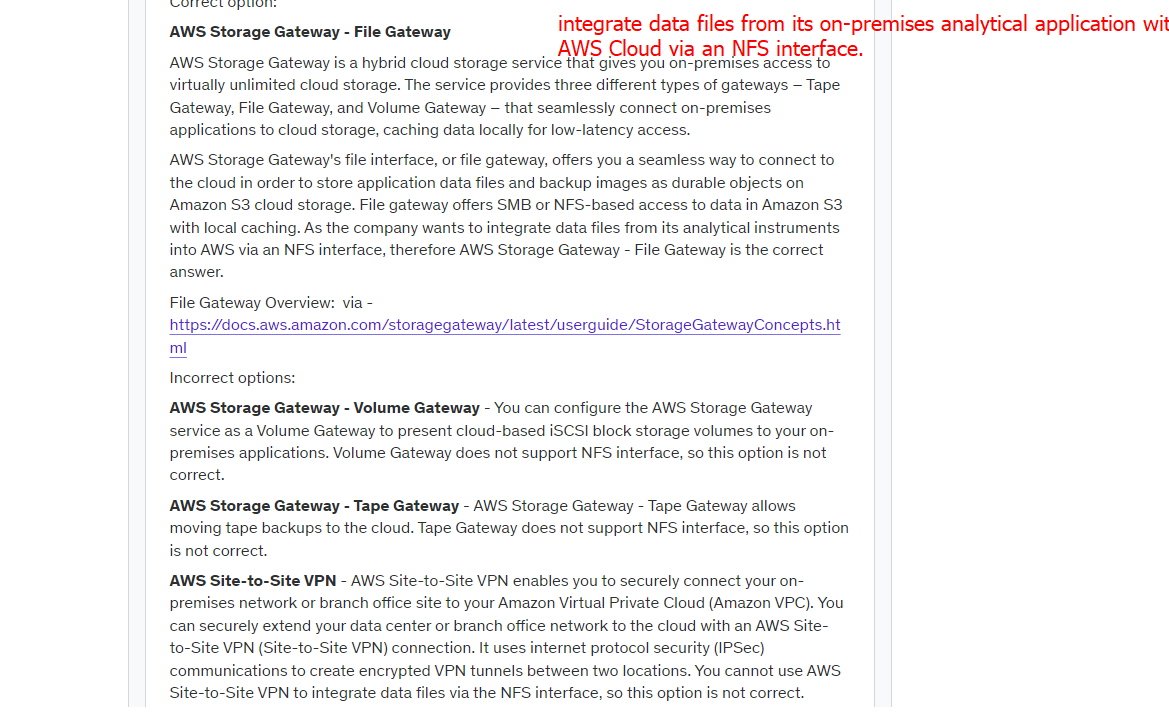 Correct option:
integrate data files from its on-premises analytical application wit
AWS Cloud via an NFS interface.
AWS Storage Gateway - File Gateway
AWS Storage Gateway is a hybrid cloud storage service that gives you on-premises access to
virtually unlimited cloud storage. The service provides three different types of gateways – Tape
Gateway, File Gateway, and Volume Gateway – that seamlessly connect on-premises
applications to cloud storage, caching data locally for low-latency access.
AWS Storage Gateway's file interface, or file gateway, offers you a seamless way to connect to
the cloud in order to store application data files and backup images as durable objects on
Amazon S3 cloud storage. File gateway offers SMB or NFS-based access to data in Amazon S3
with local caching. As the company wants to integrate data files from its analytical instruments
into AWS via an NFS interface, therefore AWS Storage Gateway - File Gateway is the correct
answer.
File Gateway Overview:  via -
https://docs.aws.amazon.com/storagegateway/latest/userguide/StorageGatewayConcepts.ht
ml
Incorrect options:
AWS Storage Gateway - Volume Gateway - You can configure the AWS Storage Gateway
service as a Volume Gateway to present cloud-based iSCSI block storage volumes to your on-
premises applications. Volume Gateway does not support NFS interface, so this option is not
correct.
AWS Storage Gateway - Tape Gateway - AWS Storage Gateway - Tape Gateway allows
moving tape backups to the cloud. Tape Gateway does not support NFS interface, so this option
is not correct.
AWS Site-to-Site VPN - AWS Site-to-Site VPN enables you to securely connect your on-
premises network or branch office site to your Amazon Virtual Private Cloud (Amazon VPC). You
can securely extend your data center or branch office network to the cloud with an AWS Site-
to-Site VPN (Site-to-Site VPN) connection. It uses internet protocol security (IPSec)
communications to create encrypted VPN tunnels between two locations. You cannot use AWS
Site-to-Site VPN to integrate data files via the NFS interface, so this option is not correct.